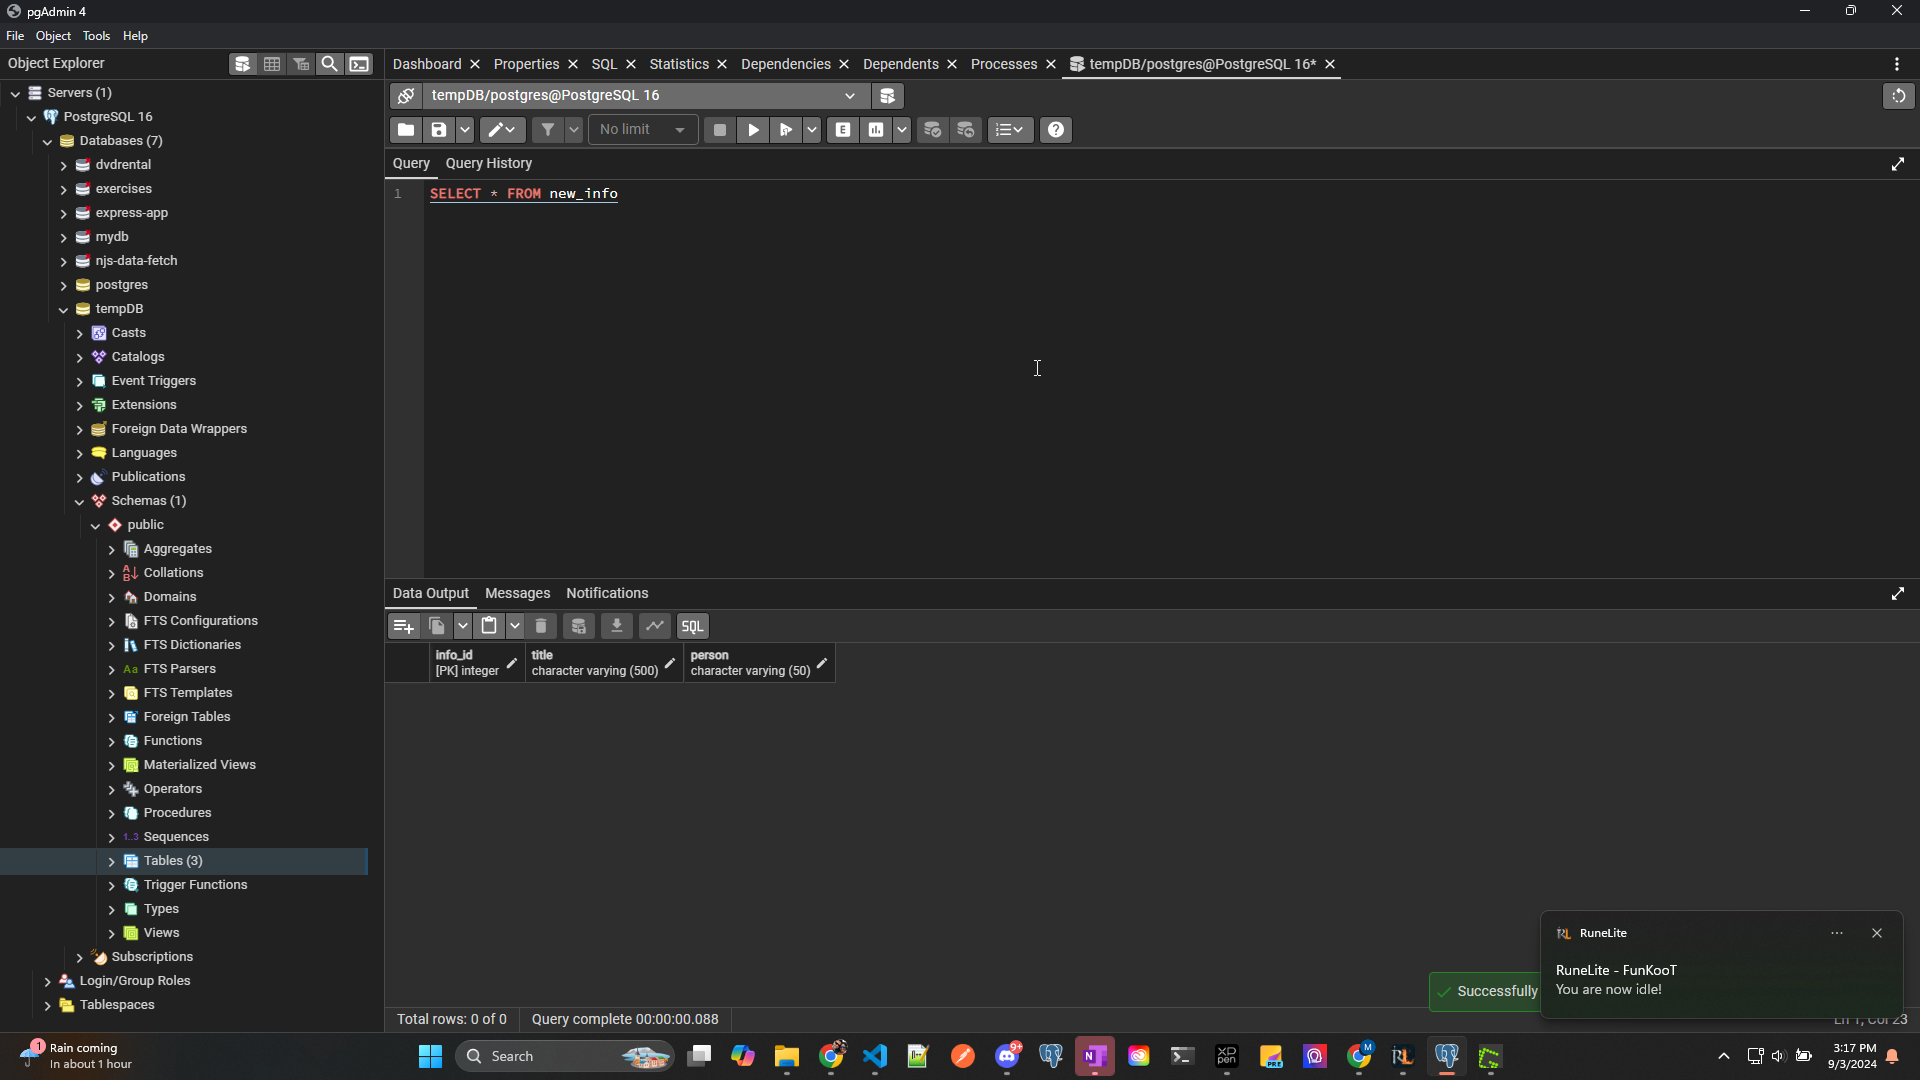 pgAdmin 4
File Object Tools Help
Object Explorer
Dashboard Properties SQL Statistics Dependencies Dependents Processes tempDB/postgres@PostgreSQL 16*
Servers (1)
PostgreSQL 16
Databases (7)
dvdrental
exercises
express-app
mydb
njs-data-fetch
postgres
tempDB
Casts
Catalogs
Event Triggers
Extensions
Foreign Data Wrappers
Languages
Publications
Schemas (1)
public
Aggregates
Collations
Domains
FTS Configurations
FTS Dictionaries
Aa FTS Parsers
FTS Templates
Foreign Tables
Functions
Materialized Views
Operators
Procedures
1..3 Sequences
Tables (3)
Trigger Functions
Types
Views
Subscriptions
Login/Group Roles
Tablespaces
tempDB/postgres@PostgreSQL 16
No limit
E
Query Query History
1 SELECT * FROM new_info
Data Output Messages Notifications
SQL
info_id title person
[PK] integer character varying (500) character varying (50)
RuneLite
RuneLite - FunKooT
You are now idle!
Successfully
Total rows: 0 of 0 Query complete 00:00:00.088
Ln 1, Col 23
1
Rain coming
In about 1 hour
Search
9+
3:17 PM
9/3/2024